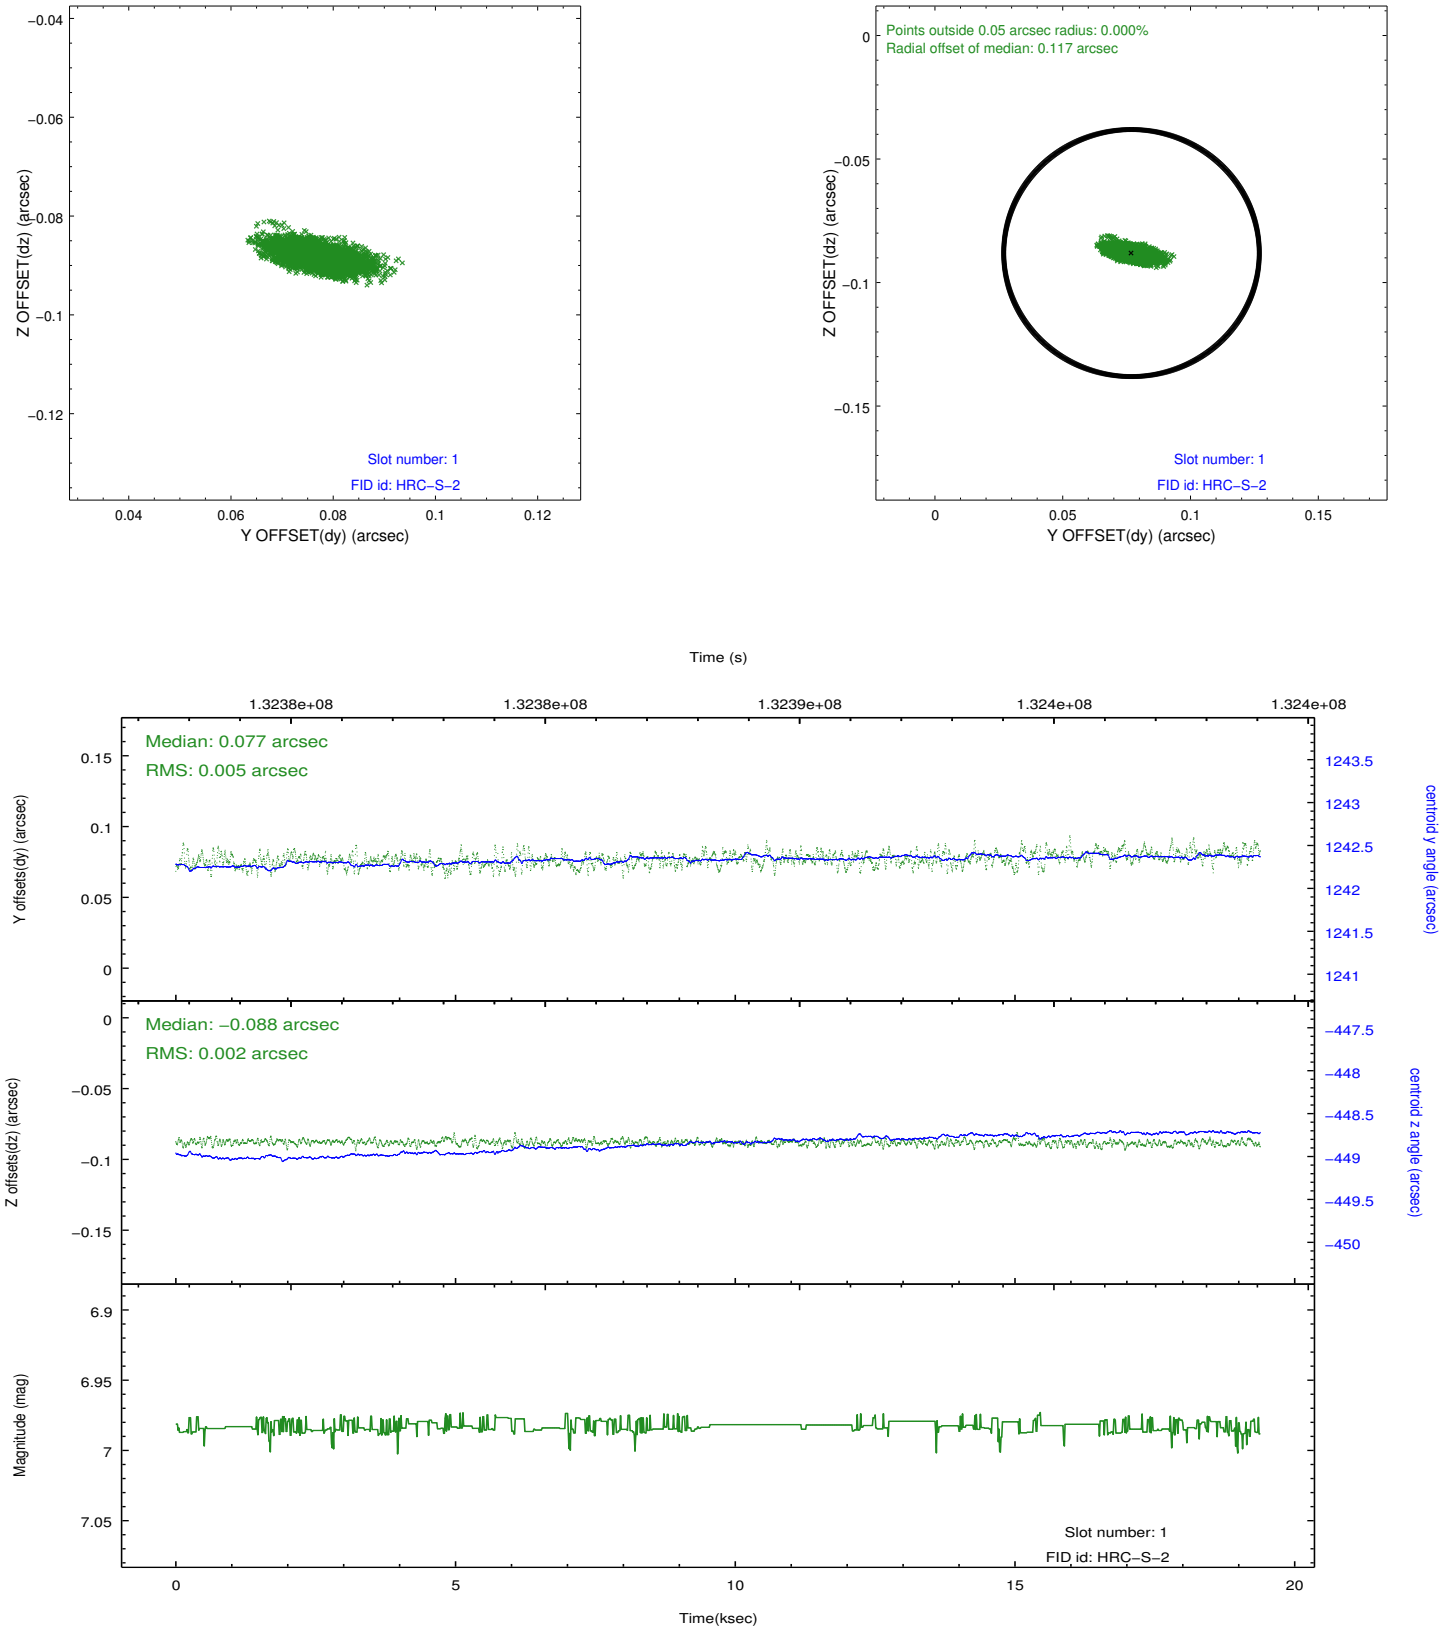 −0.04
−0.06
−0.08
−0.1
−0.12
Z OFFSET(dz) (arcsec)
Slot number: 1
FID id: HRC−S−2
0.04 0.06 0.08 0.1 0.12
Y OFFSET(dy) (arcsec)
Points outside 0.05 arcsec radius: 0.000%
Radial offset of median: 0.117 arcsec
0
−0.05
−0.1
−0.15
Z OFFSET(dz) (arcsec)
Slot number: 1
FID id: HRC−S−2
0 0.05 0.1 0.15
Y OFFSET(dy) (arcsec)
Time (s)
1.3238e+08 1.3238e+08 1.3239e+08 1.324e+08 1.324e+08
Median: 0.077 arcsec
RMS: 0.005 arcsec
0.15
0.1
0.05
0
Y offsets(dy) (arcsec)
1243.5
1243
1242.5
1242
1241.5
1241
centroid y angle (arcsec)
Median: −0.088 arcsec
RMS: 0.002 arcsec
0
−0.05
−0.1
−0.15
Z offsets(dz) (arcsec)
−447.5
−448
−448.5
−449
−449.5
−450
centroid z angle (arcsec)
6.9
6.95
7
7.05
Magnitude (mag)
Slot number: 1
FID id: HRC−S−2
0 5 10 15 20
Time(ksec)